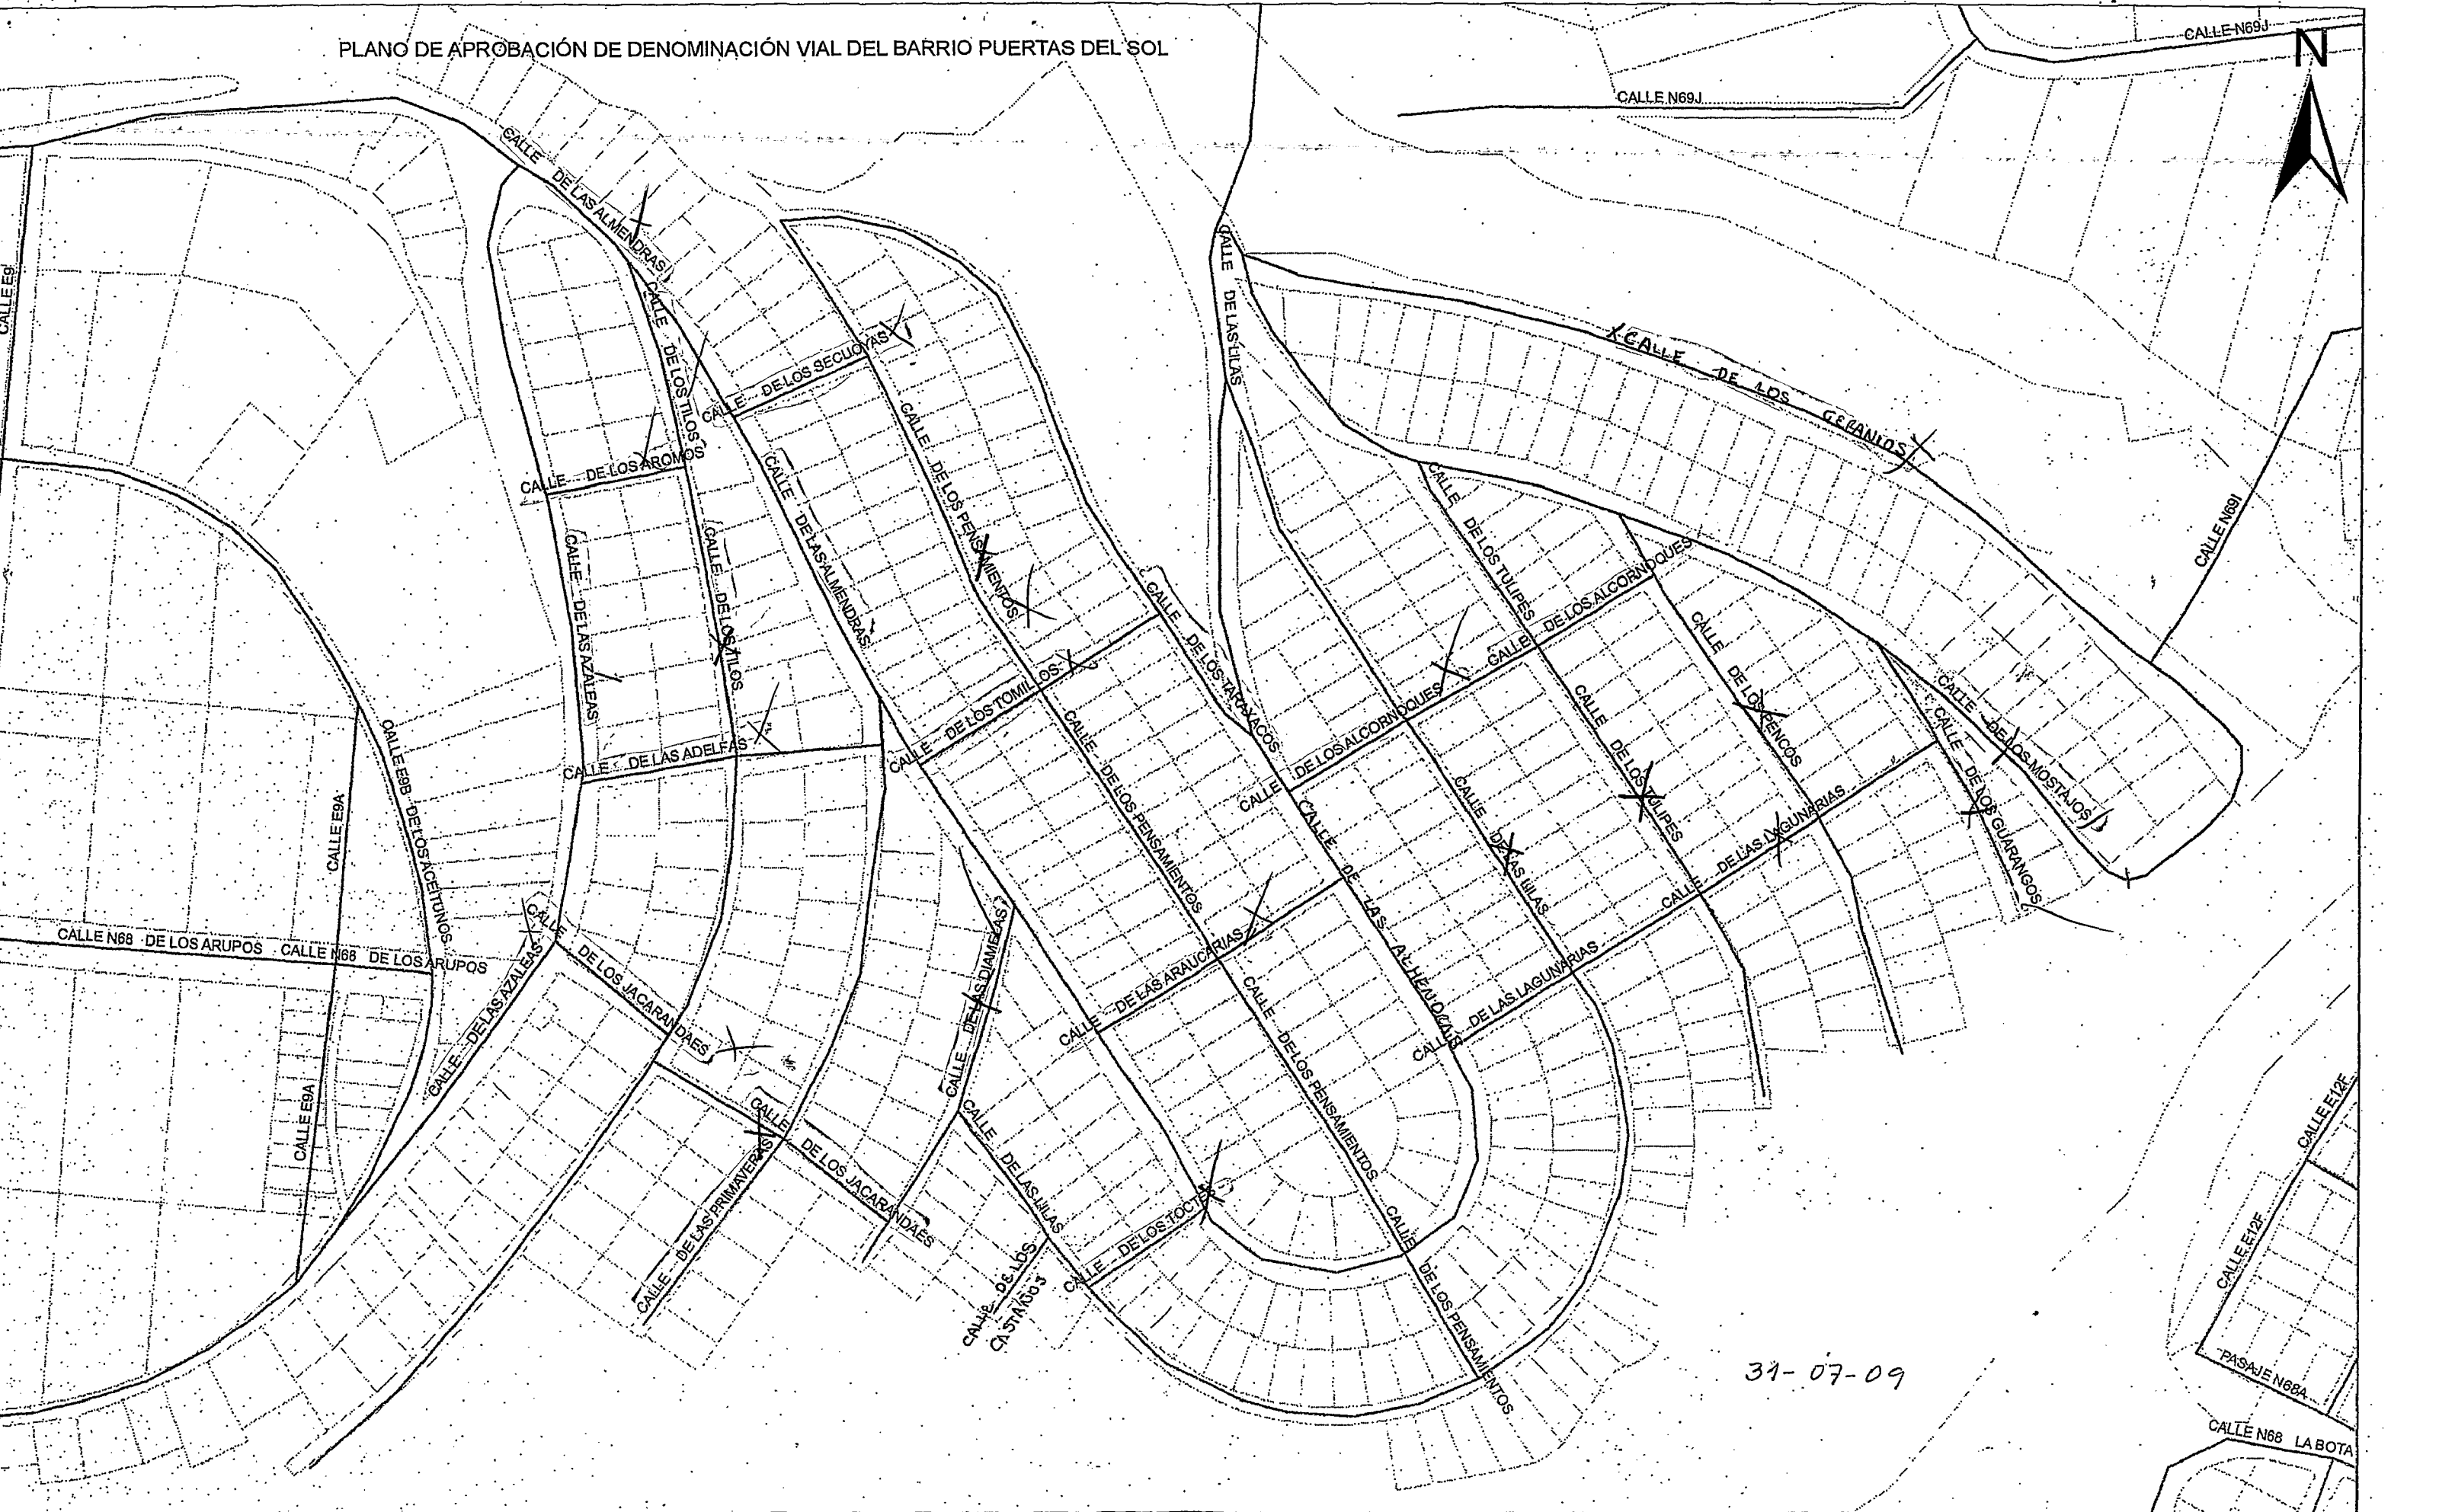 PLANO DE APROBACIÓN DE DENOMINACIÓN VIAL DEL BARRIO PUERTAS DEL SOL
CALLE N69J
N
CALLE N69J
CALLE DE LAS ALMENDRAS
CALLE E9
CALLE DE LAS LILAS
CALLE DE LOS TILOS
CALLE DE LOS SECUOYAS
X CALLE DE LOS GERANIOS
CALLE DE LOS AROMOS
CALLE DE LOS PENSAMIENTOS
CALLE DE LAS ALMENDRAS
CALLE DE LOS TULIPES
CALLE N69I
CALLE DE LAS AZALEAS
CALLE DE LOS TILOS
CALLE DE LOS ALCORNOQUES
CALLE DE LOS TARAXACOS
CALLE DE LOS PENCOS
CALLE DE LOS TOMILLOS
CALLE DE LAS ADELFAS
CALLE DE LOS ALCORNOQUES
CALLE DE LOS TULIPES
CALLE DE LOS MOSTAJOS
CALLE DE LOS GUARANGOS
CALLE E9B DE LOS ACEITUNOS
CALLE E9A
CALLE DE LOS PENSAMIENTOS
CALLE DE LAS LILAS
CALLE DE LAS LAGUNARIAS
CALLE DE LAS ALMENDRAS
CALLE N68 DE LOS ARUPOS CALLE N68 DE LOS ARUPOS
CALLE DE LAS AZALEAS
CALLE DE LOS JACARANDAES
CALLE DE LAS DIAMELAS
CALLE DE LAS ARAUCARIAS
CALLE DE LAS LAGUNARIAS
CALLE DE LOS PENSAMIENTOS
CALLE E9A
CALLE DE LOS JACARANDAES
CALLE DE LAS PRIMAVERAS
CALLE DE LAS LILAS
CALLE DE LOS TOCTES
CALLE DE LOS
CASTAÑOS
CALLE DE LOS PENSAMIENTOS
CALLE E12F
CALLE E12F
31-07-09
PASAJE N68A
CALLE N68 LA BOTA